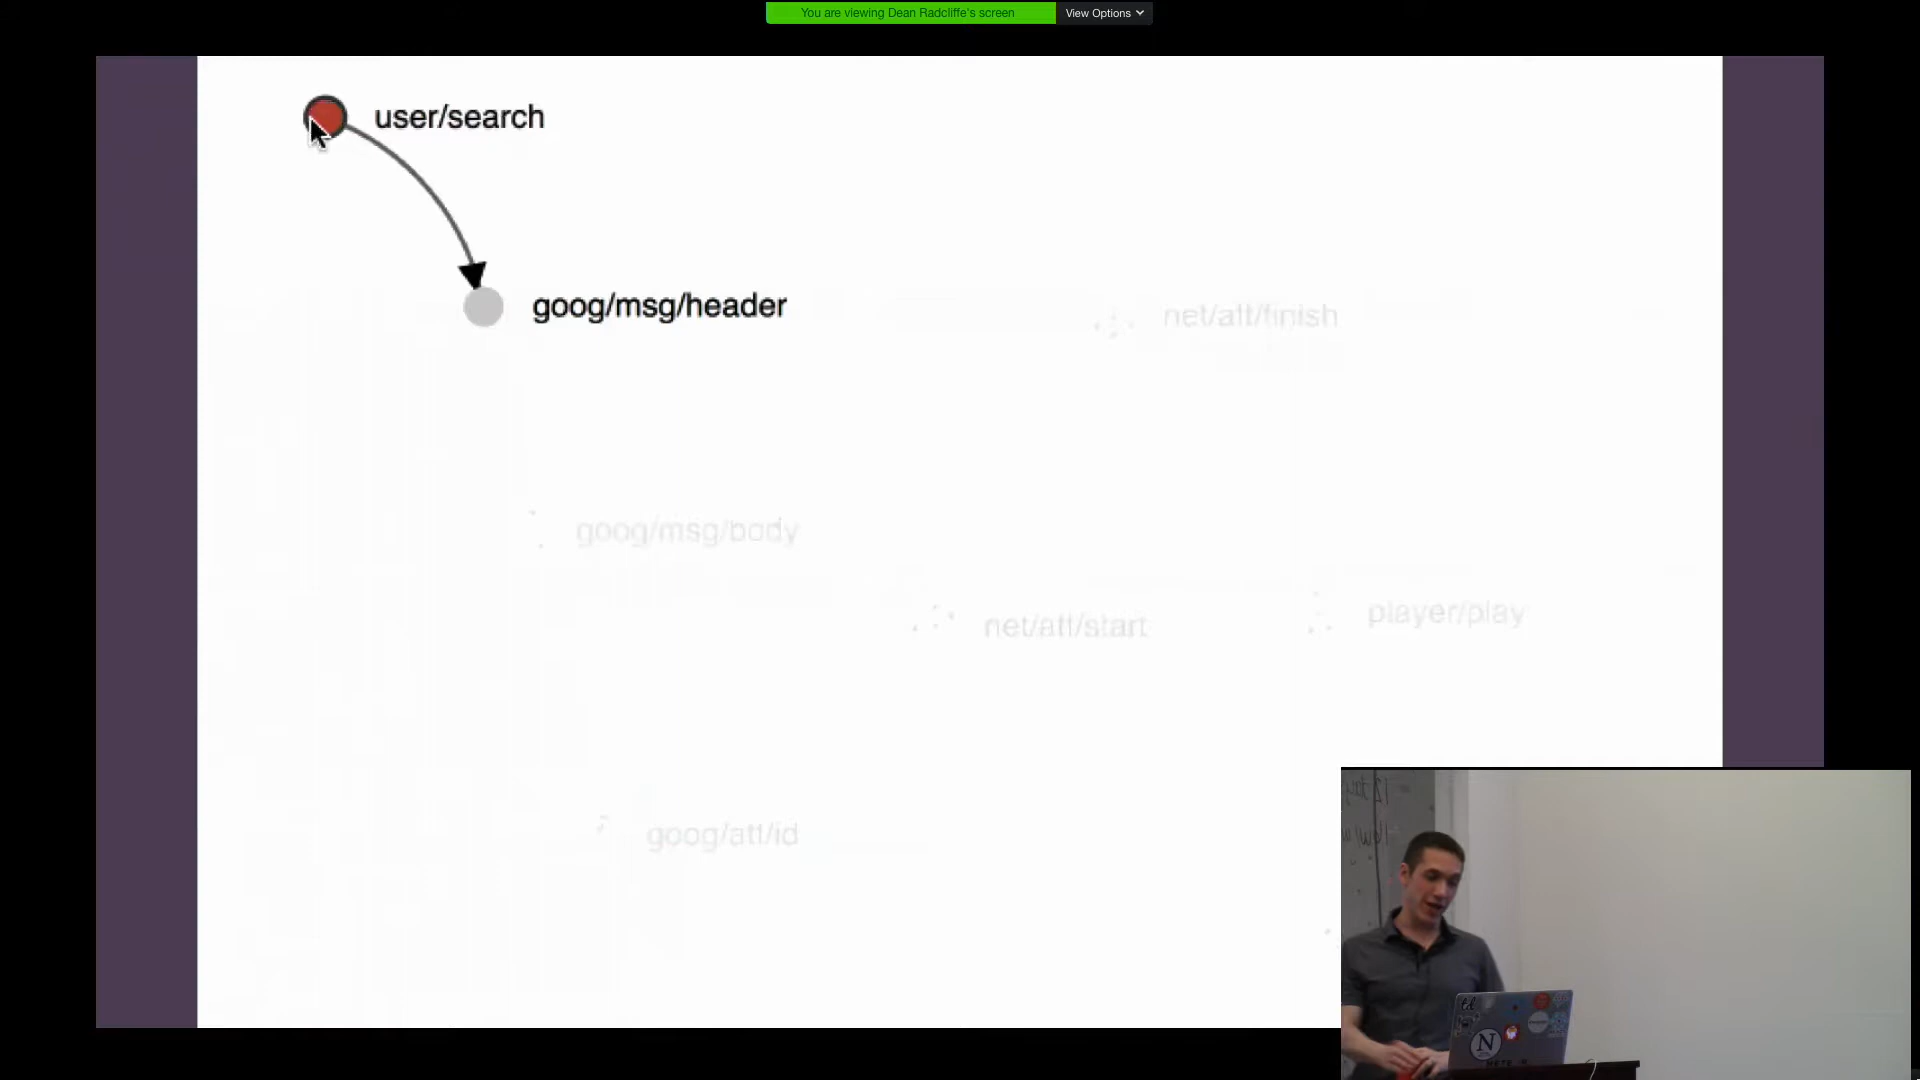 You are viewing Dean Radcliffe's screen
View Options
user/search
goog/msg/header
net/att/finish
goog/msg/body
net/att/start
player/play
goog/att/id
N